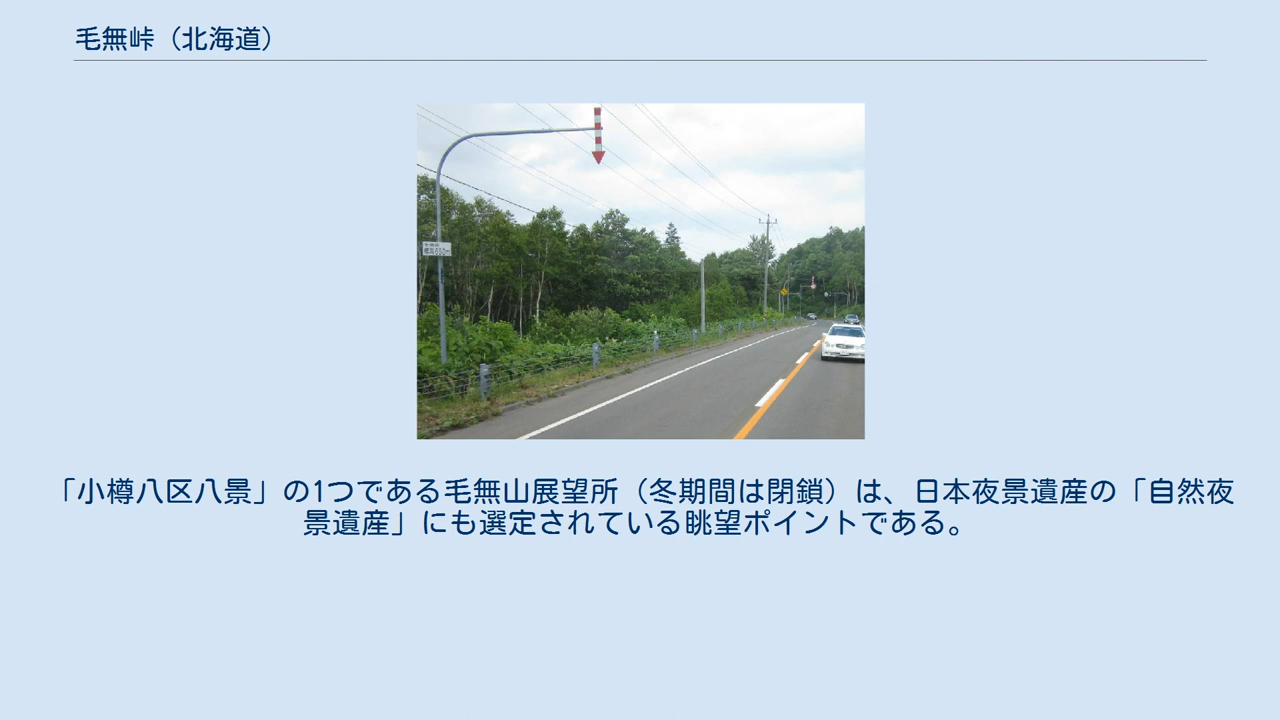 毛無峠（北海道）
「小樽八区八景」の1つである毛無山展望所（冬期間は閉鎖）は、日本夜景遺産の「自然夜
景遺産」にも選定されている眺望ポイントである。